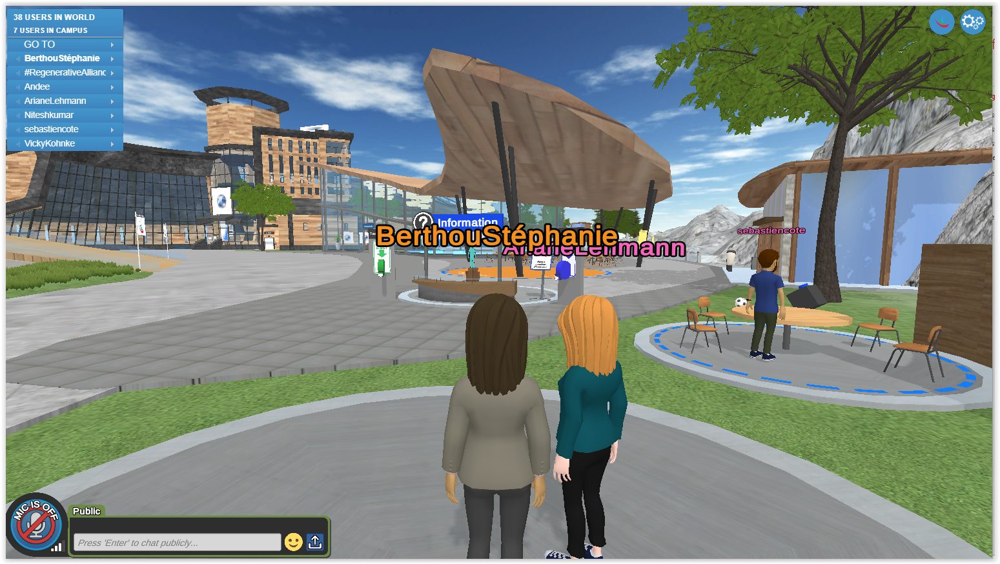 38 USERS IN WORLD
7 USERS IN CAMPUS
GO TO
BerthouStéphanie
#RegenerativeAllianc
Andee
ArianeLehmann
Niteshkumar
sebastiencote
VickyKohnke
? Information
BerthouStéphanie
ArianeLehmann
sebastiencote
MIC IS OFF
Public
Press 'Enter' to chat publicly...